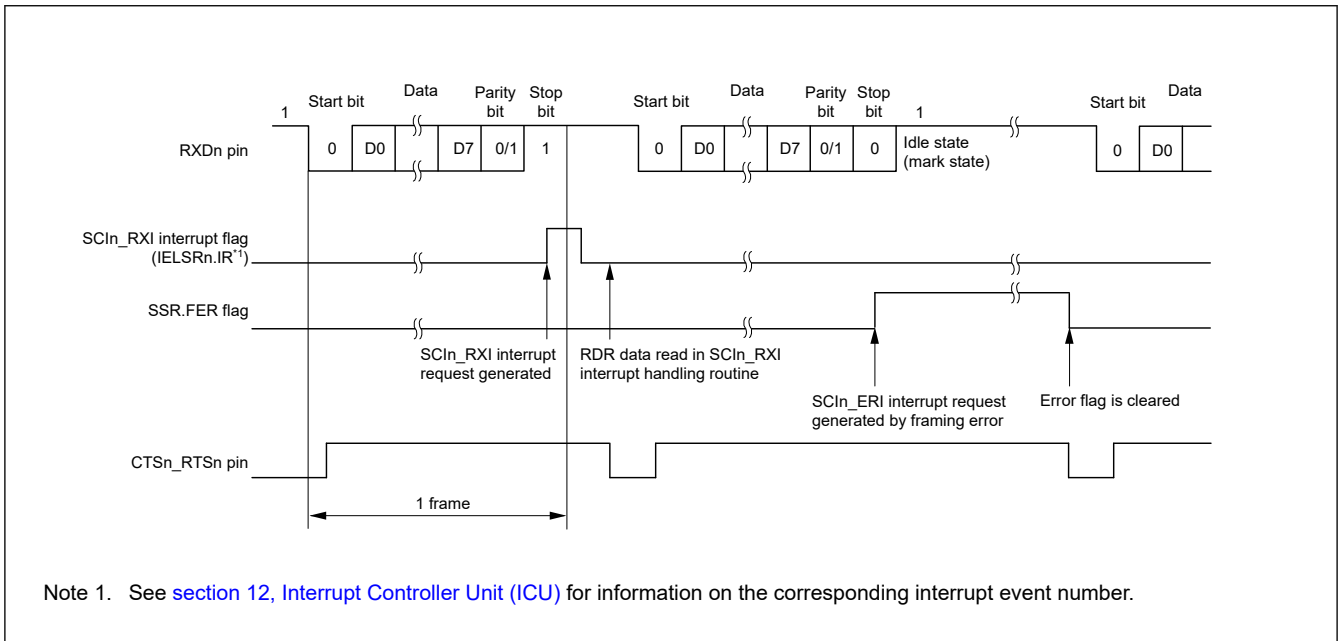 Start bit Data Parity bit Stop bit Start bit Data Parity bit Stop bit 1 Start bit Data
1
RXDn pin 0 D0 D7 0/1 1 0 D0 D7 0/1 0 Idle state (mark state) 0 D0
SCIn_RXI interrupt flag
(IELSRn.IR*1)
SSR.FER flag
SCIn_RXI interrupt
request generated
RDR data read in SCIn_RXI
interrupt handling routine
SCIn_ERI interrupt request
generated by framing error
Error flag is cleared
CTSn_RTSn pin
1 frame
Note 1. See section 12, Interrupt Controller Unit (ICU) for information on the corresponding interrupt event number.